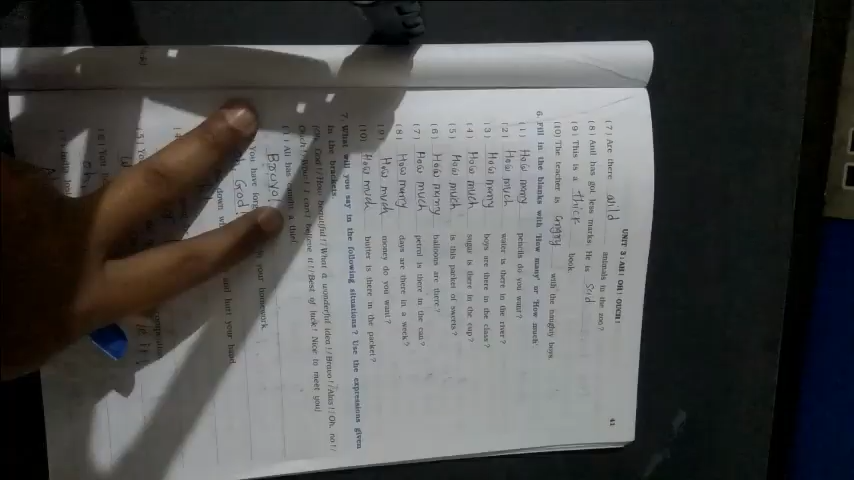 UNIT 3 : AH! OH! OUCH!
41
(7) Are there wild animals in the zoo?
(8) Anil has got less marks. He is sad
(9) This is a thick book.
(10) The teacher is angry with the naughty boys.
6. Fill in the blanks with 'How many' or 'How much'
(1) How many pencils do you want?
(2) How much water is there in the river?
(3) How many boys are there in the class?
(4) How much sugar is there in the cup?
(5) How much is this packet of sweets?
(6) How many balloons are there?
(7) How much petrol is there in the can?
(8) How many days are there in a week?
(9) How much money do you want?
(10) How much butter is there in the packet?
7. What will you say in the following situations? Use the expressions given
in the brackets.
(Oh, God!/How beautiful!/What a wonderful idea!/Bravo!/Alas!/Oh, no!/
Ouch!/What! I can't believe it!/Best of luck!/Nice to meet you)
(1) Ali has caught a thief.
Bravo!
You have your homework.
God!
down and hurt your hand.